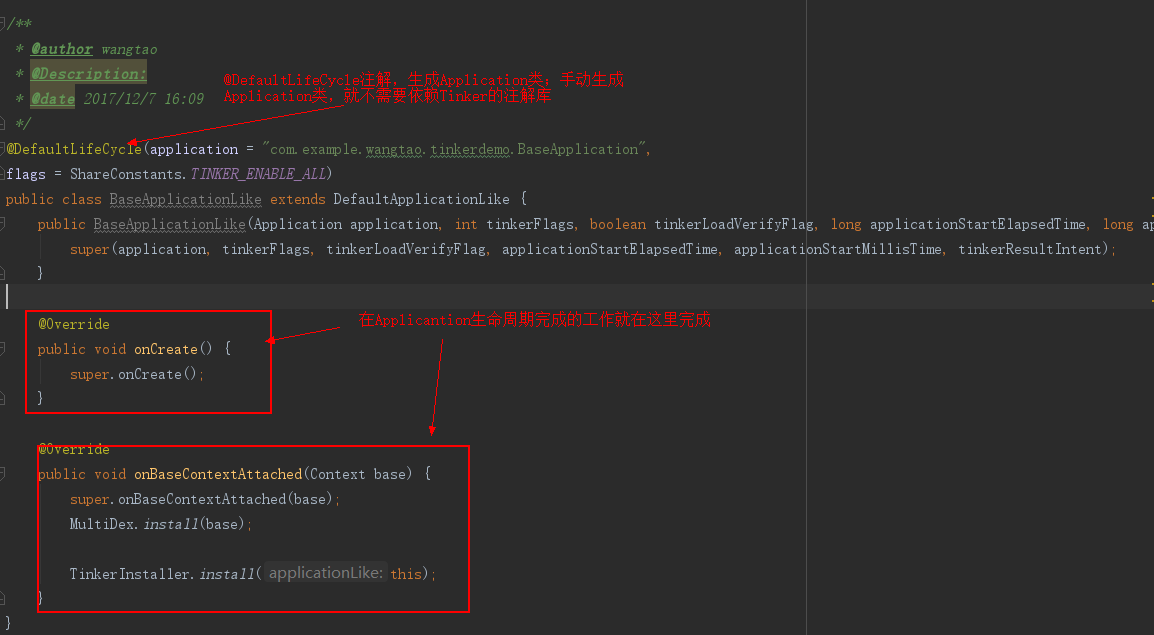 /**
* @author wangtao
* @Description:
* @date 2017/12/7 16:09
*/
@DefaultLifeCycle注解，生成Application类；手动生成
Application类，就不需要依赖Tinker的注解库
@DefaultLifeCycle(application = "com.example.wangtao.tinkerdemo.BaseApplication",
flags = ShareConstants.TINKER_ENABLE_ALL)
public class BaseApplicationLike extends DefaultApplicationLike {
public BaseApplicationLike(Application application, int tinkerFlags, boolean tinkerLoadVerifyFlag, long applicationStartElapsedTime, long
super(application, tinkerFlags, tinkerLoadVerifyFlag, applicationStartElapsedTime, applicationStartMillisTime, tinkerResultIntent);
}
在Applicantion生命周期完成的工作就在这里完成
@Override
public void onCreate() {
super.onCreate();
}
@Override
public void onBaseContextAttached(Context base) {
super.onBaseContextAttached(base);
MultiDex.install(base);
TinkerInstaller.install( applicationLike: this);
}
}